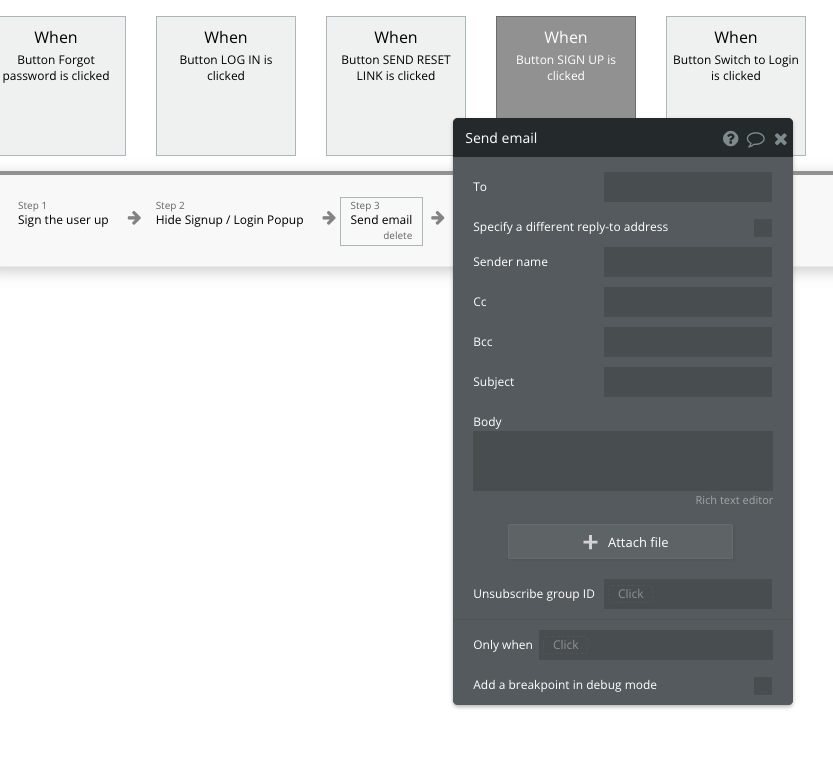 When
Button Forgot
password is clicked
When
Button LOG IN is
clicked
When
Button SEND RESET
LINK is clicked
When
Button SIGN UP is
clicked
When
Button Switch to Login
is clicked
Step 1
Sign the user up
Step 2
Hide Signup / Login Popup
Step 3
Send email
delete
Send email
To
Specify a different reply-to address
Sender name
Cc
Bcc
Subject
Body
Rich text editor
Attach file
Unsubscribe group ID
Click
Only when
Click
Add a breakpoint in debug mode